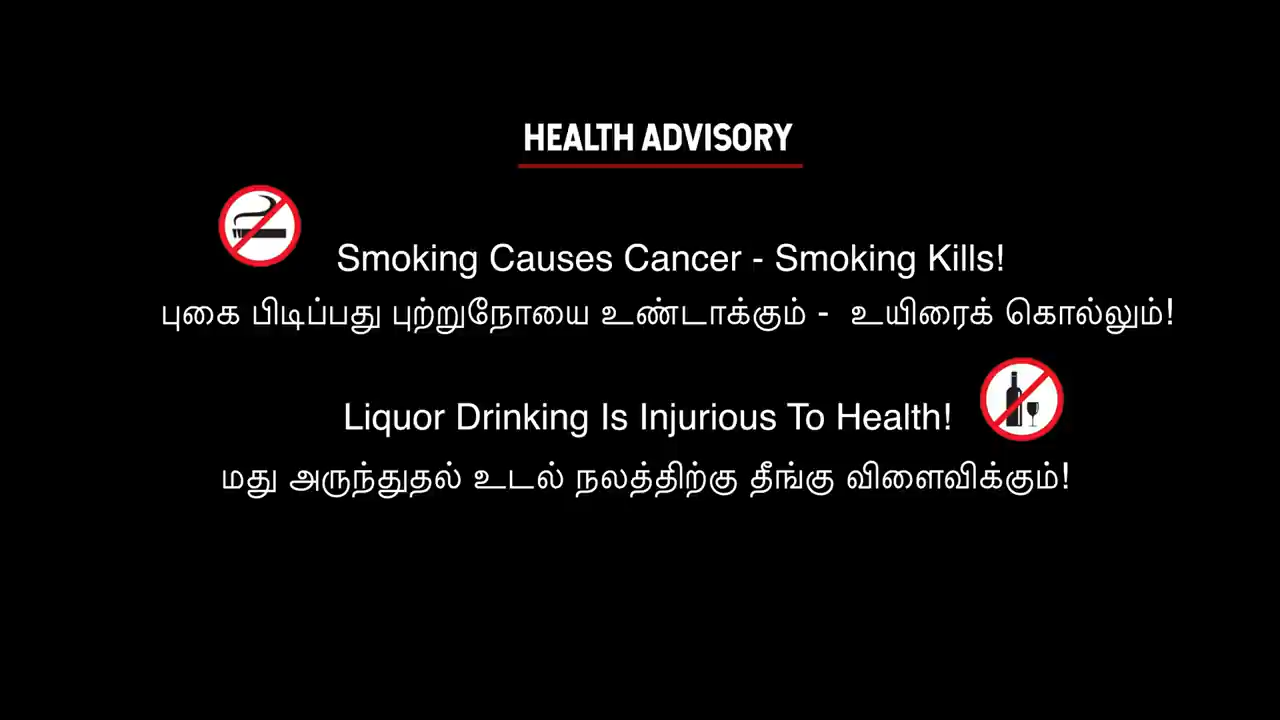 HEALTH ADVISORY
Smoking Causes Cancer - Smoking Kills!
புகை பிடிப்பது புற்றுநோயை உண்டாக்கும் - உயிரைக் கொல்லும்!
Liquor Drinking Is Injurious To Health!
மது அருந்துதல் உடல் நலத்திற்கு தீங்கு விளைவிக்கும்!